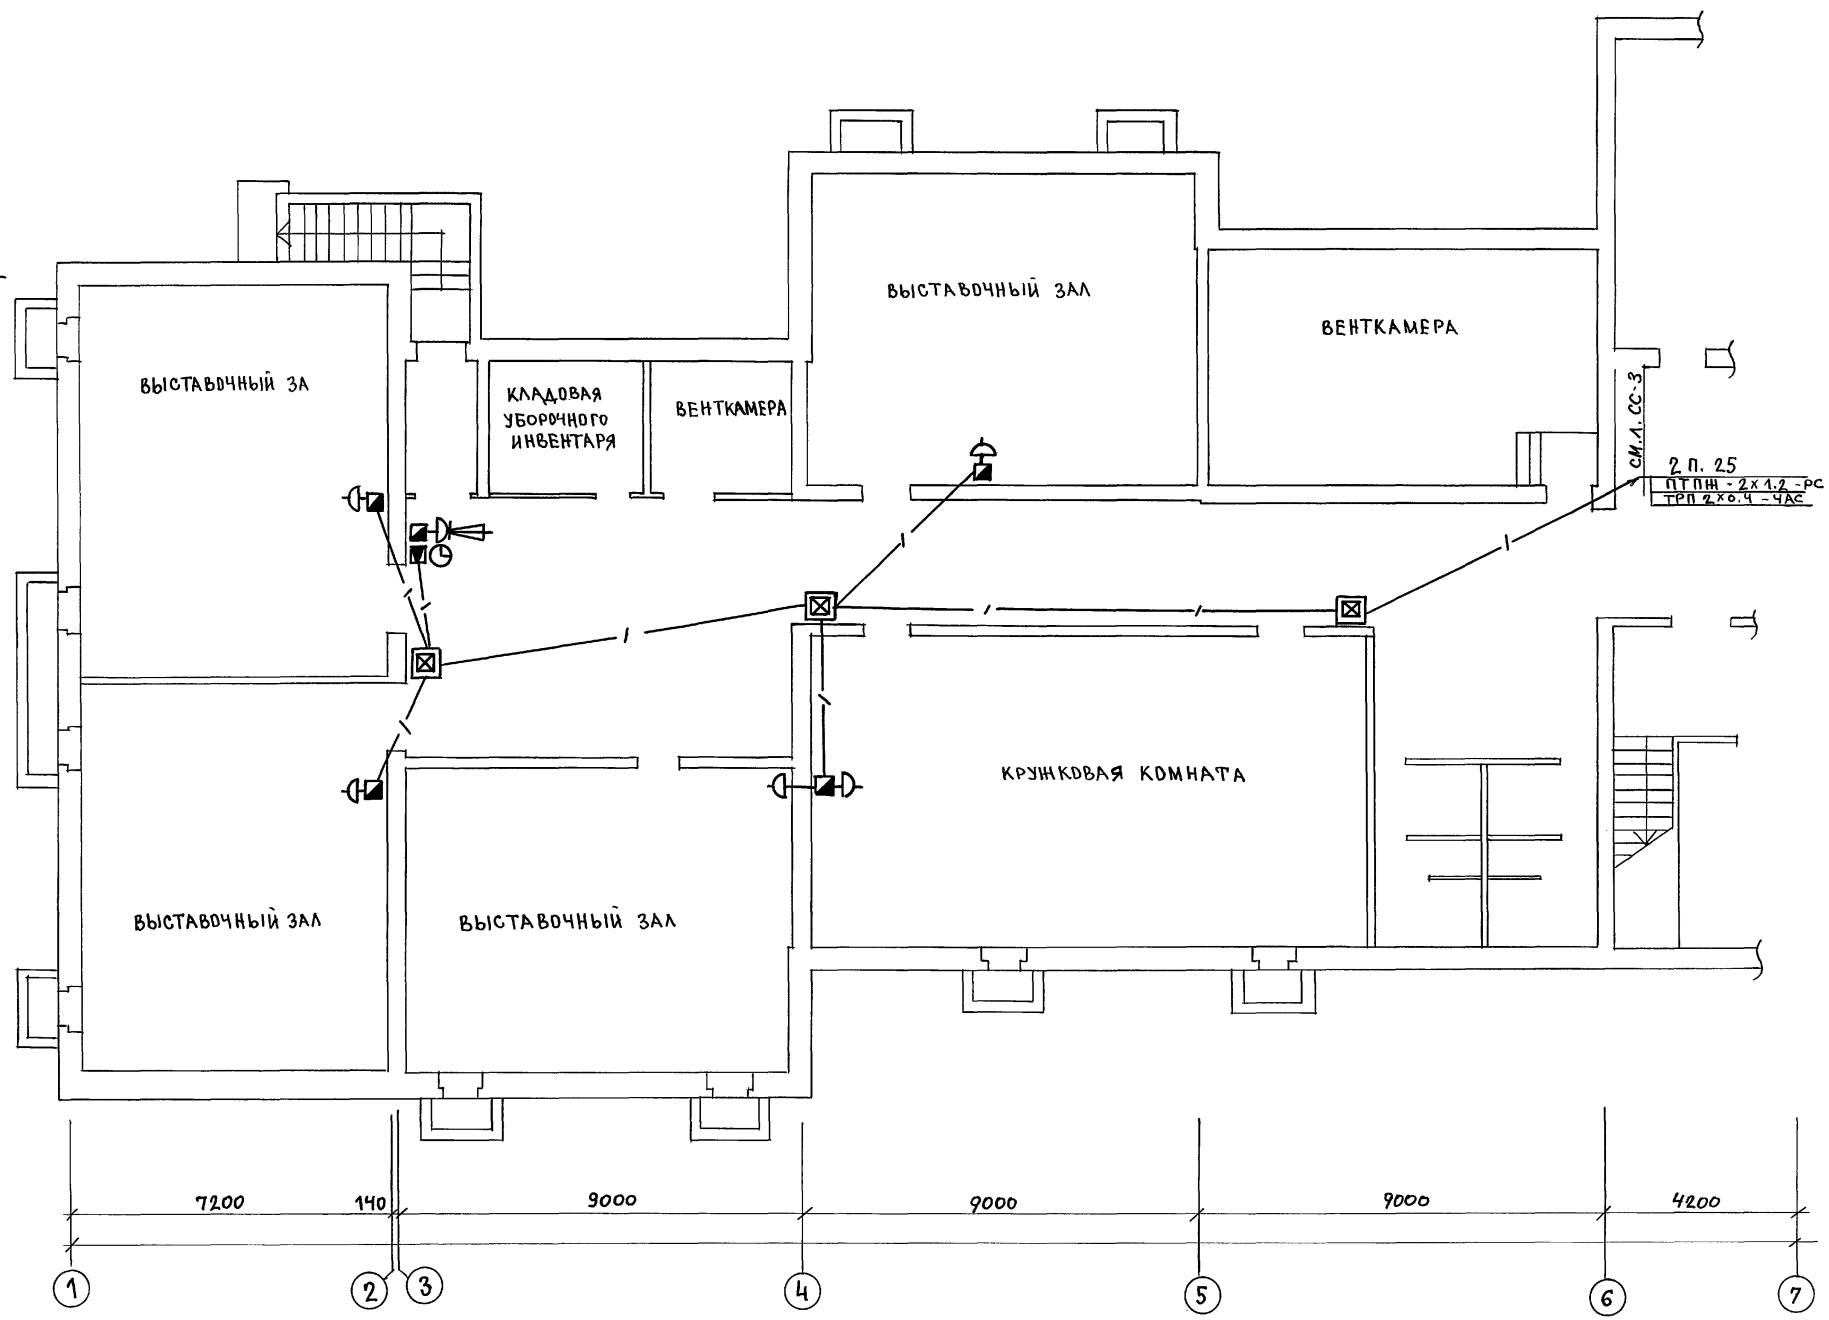 ВЫСТАВОЧНЫЙ ЗАЛ
ВЕНТКАМЕРА
ВЫСТАВОЧНЫЙ ЗА
КЛАДОВАЯ
УБОРОЧНОГО
ИНВЕНТАРЯ
ВЕНТКАМЕРА
СМ.Л. СС-3
2 П. 25
ПТПЖ - 2х1.2 - РС
ТРП 2х0.4 - ЧАС
КРУЖКОВАЯ КОМНАТА
ВЫСТАВОЧНЫЙ ЗАЛ
ВЫСТАВОЧНЫЙ ЗАЛ
7200 140 9000 9000 9000 4200
1 2 3 4 5 6 7